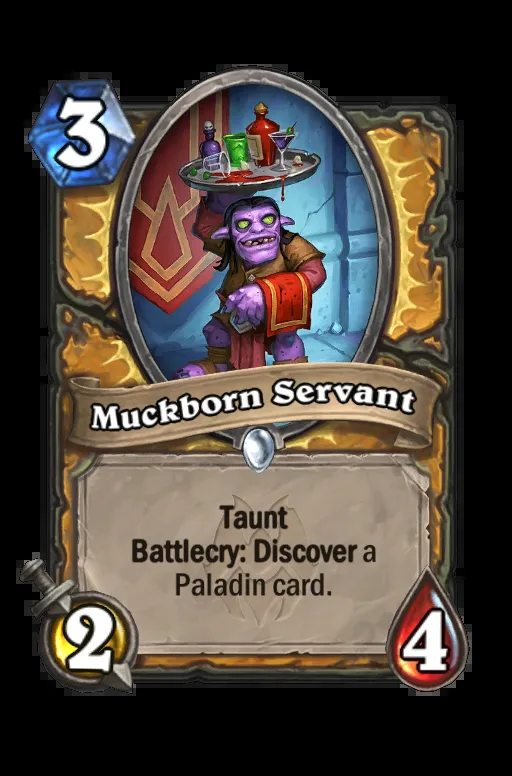 3
Muckborn Servant
Taunt
Battlecry: Discover a
Paladin card.
2
4